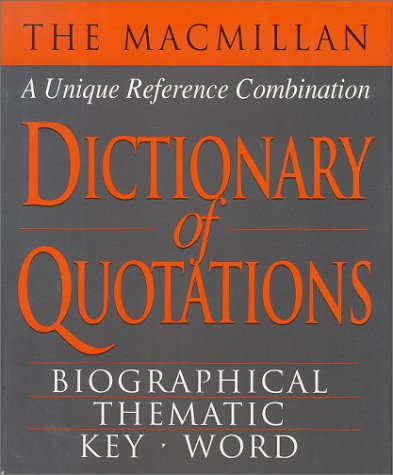 THE MACMILLAN
A Unique Reference Combination
DICTIONARY
of
QUOTATIONS
BIOGRAPHICAL
THEMATIC
KEY · WORD